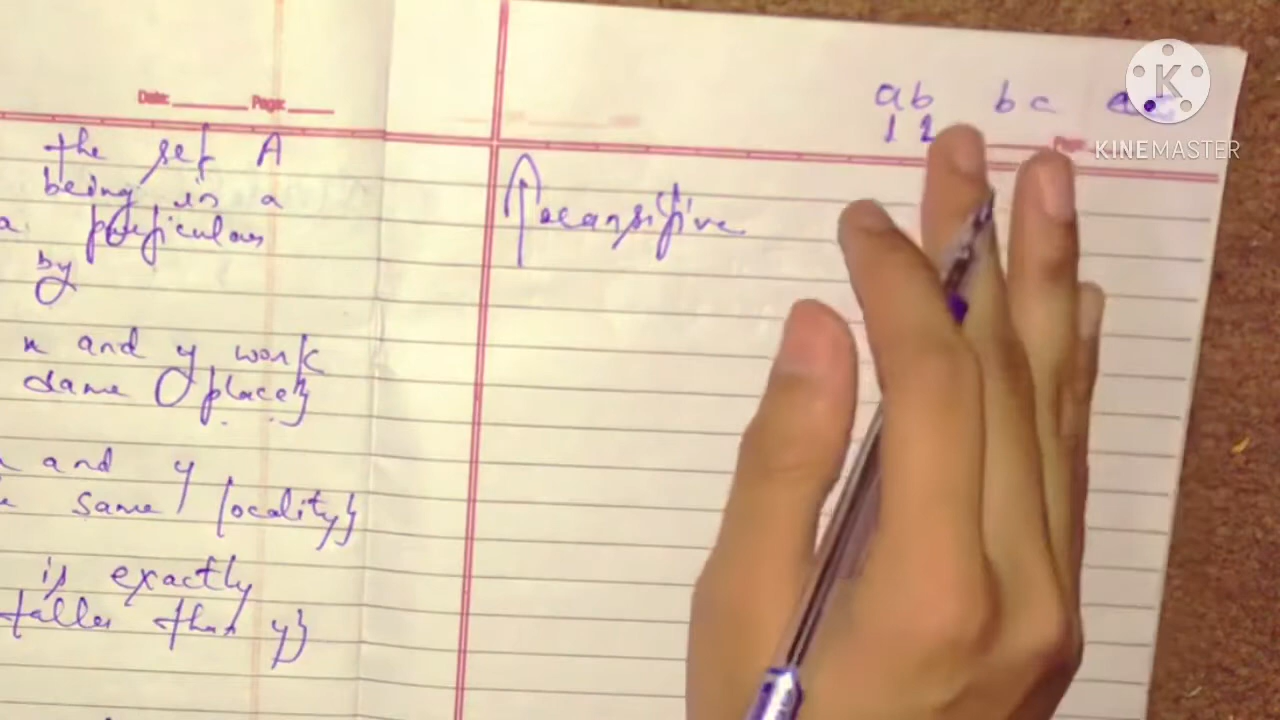 Date: Page:
the set A
being in a
a particular
by
x and y work
same place}
and y
same locality}
is exactly
taller than y}
ab bc
1 2
Transitive
K
KINEMASTER